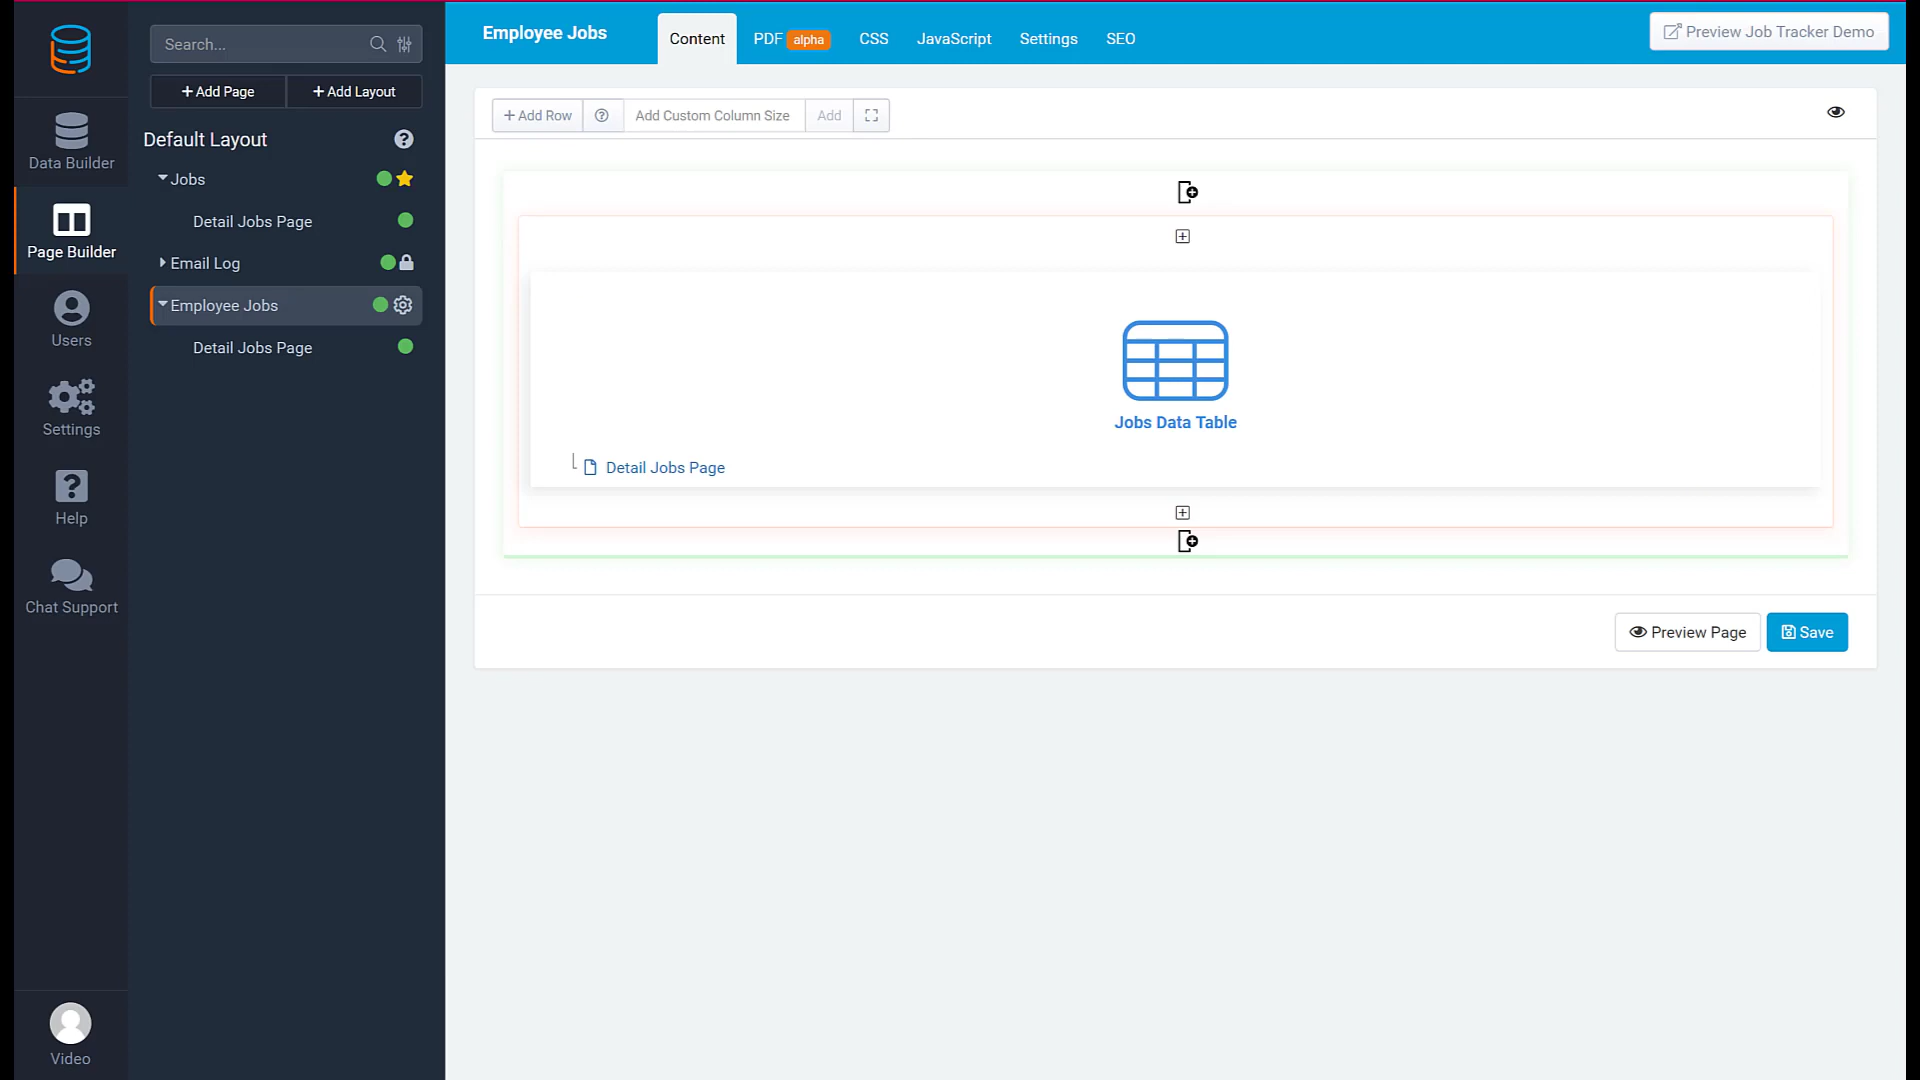 Search...
Add Page
Add Layout
Default Layout
Jobs
Detail Jobs Page
Email Log
Employee Jobs
Detail Jobs Page
Data Builder
Page Builder
Users
Settings
Help
Chat Support
Video
Employee Jobs
Content
PDF alpha
CSS
JavaScript
Settings
SEO
Preview Job Tracker Demo
Add Row
Add Custom Column Size
Add
Jobs Data Table
Detail Jobs Page
Preview Page
Save